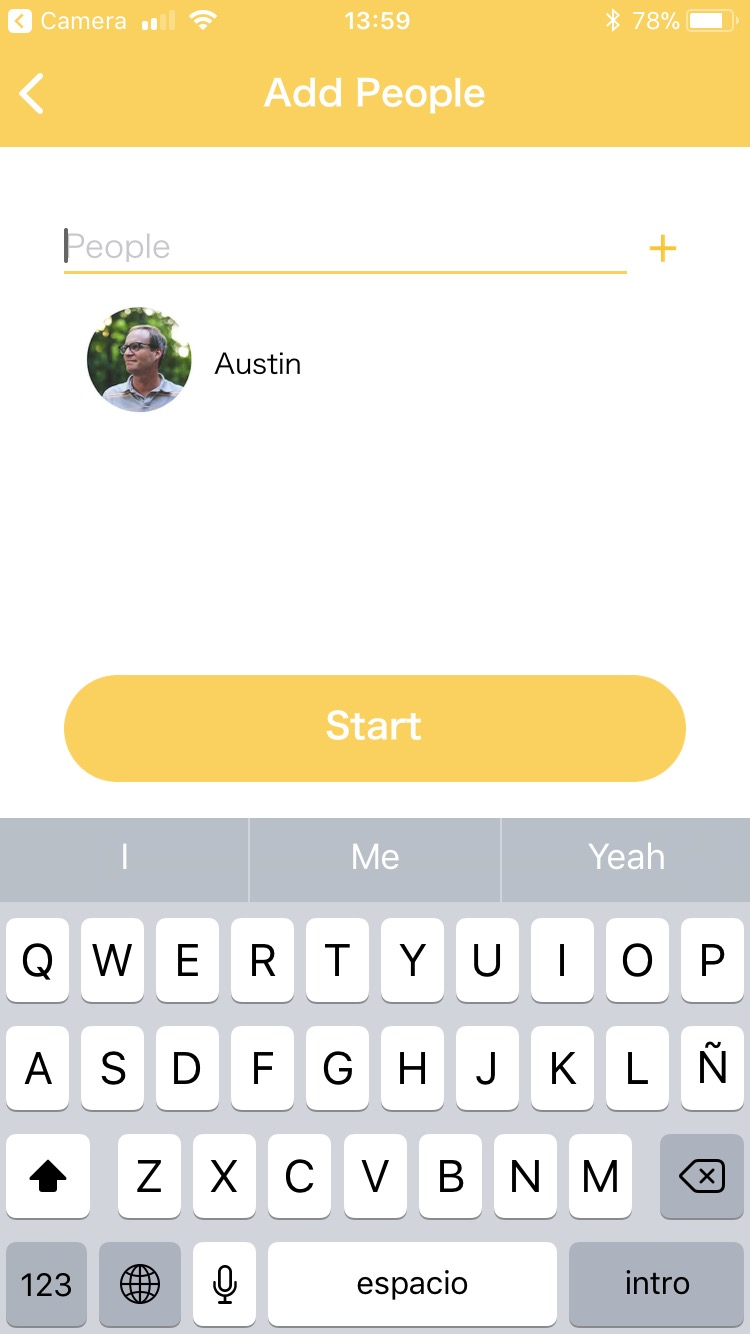 Camera 13:59 78%
Add People
People +
Austin
Start
I Me Yeah
Q W E R T Y U I O P
A S D F G H J K L Ñ
Z X C V B N M
123 espacio intro